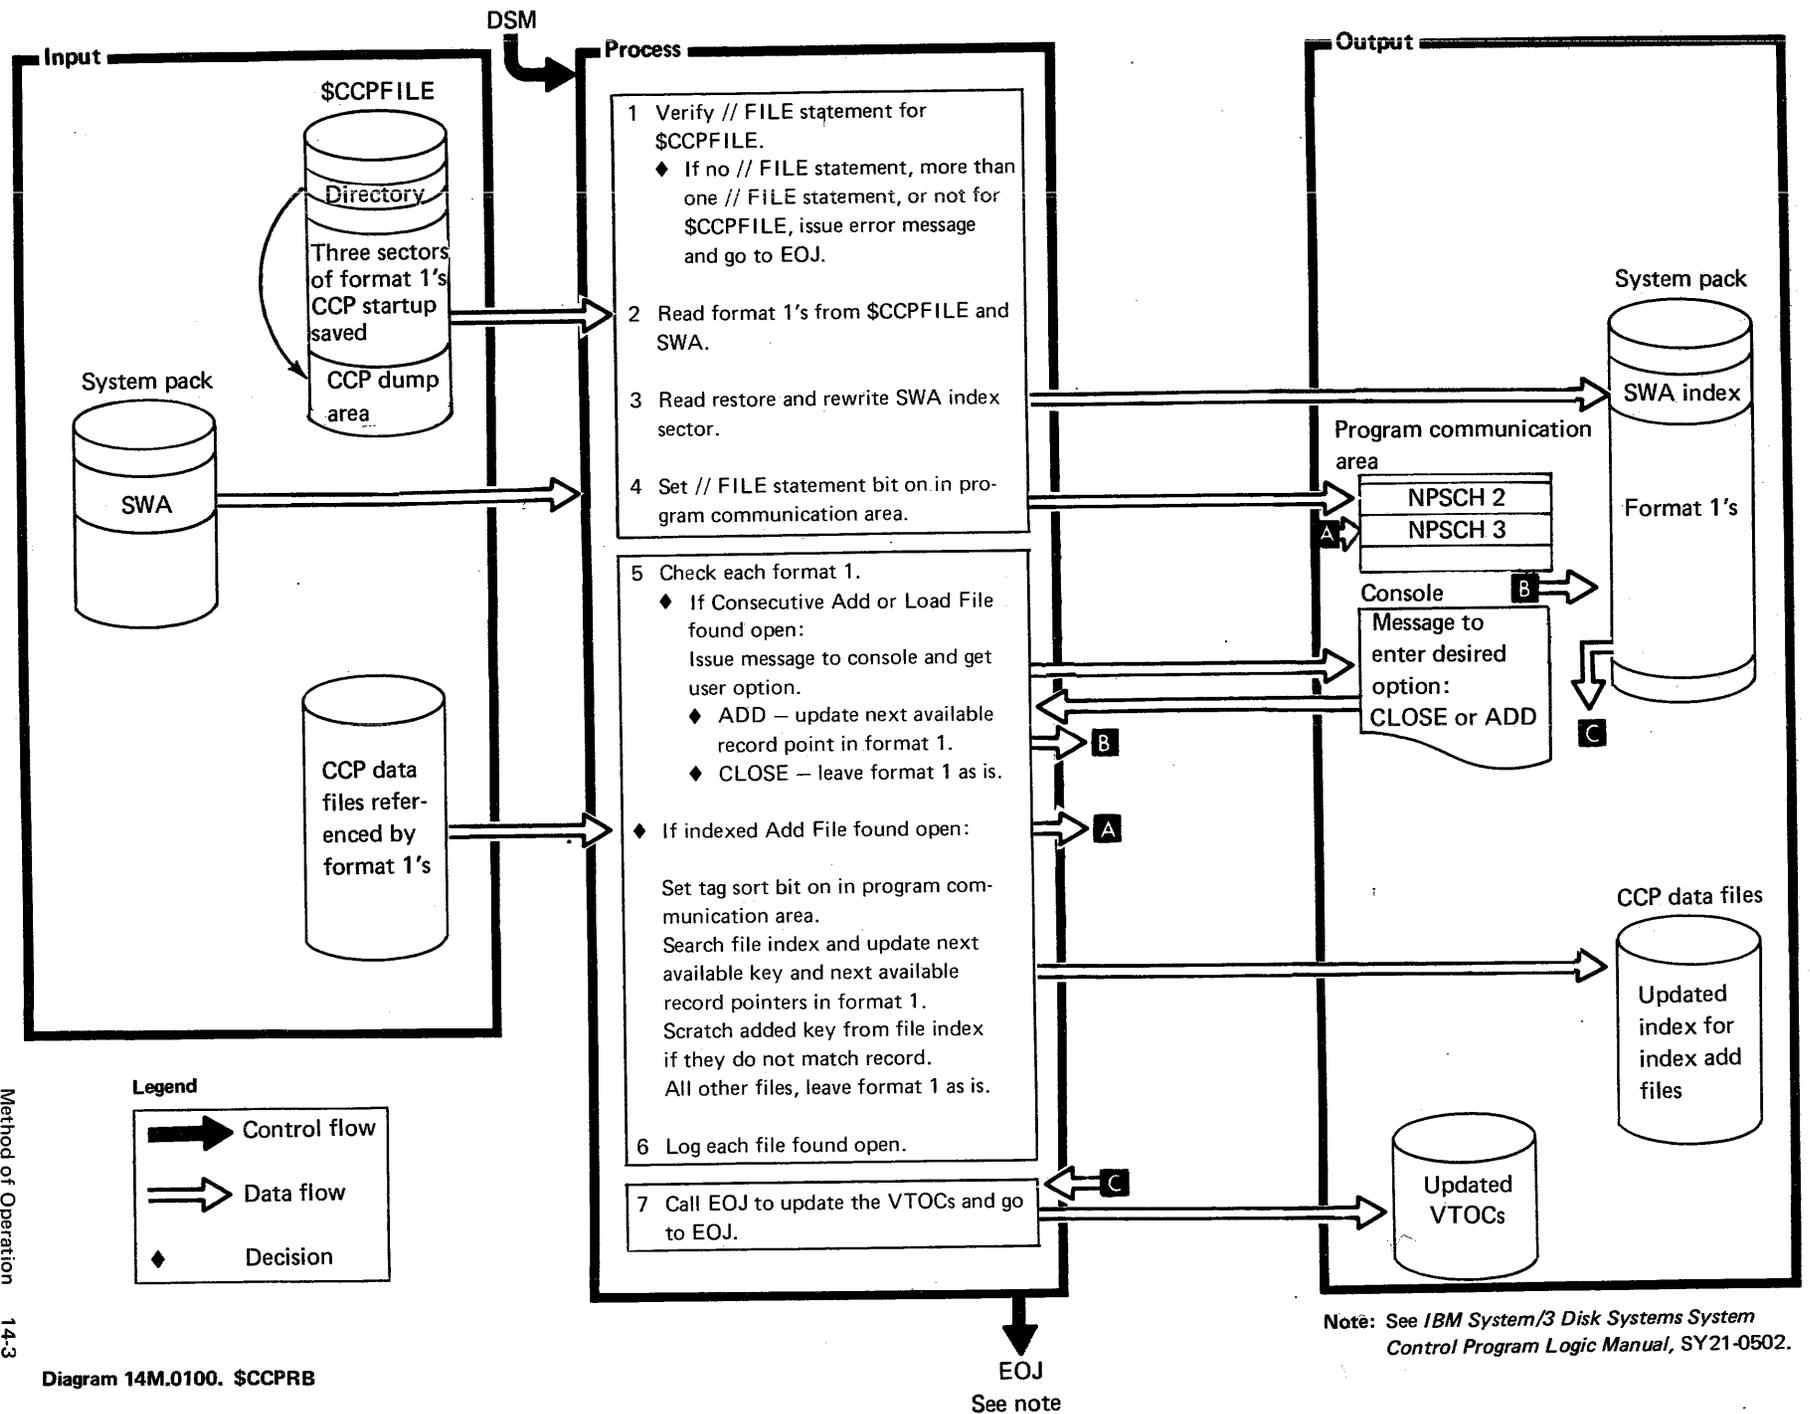 DSM
Input
$CCPFILE
Directory
Three sectors
of format 1's
CCP startup
saved
CCP dump
area
System pack
SWA
CCP data
files refer-
enced by
format 1's
Legend
Control flow
Data flow
Decision
Process
1 Verify // FILE statement for
$CCPFILE.
♦ If no // FILE statement, more than
one // FILE statement, or not for
$CCPFILE, issue error message
and go to EOJ.
2 Read format 1's from $CCPFILE and
SWA.
3 Read restore and rewrite SWA index
sector.
4 Set // FILE statement bit on in pro-
gram communication area.
5 Check each format 1.
♦ If Consecutive Add or Load File
found open:
Issue message to console and get
user option.
♦ ADD — update next available
record point in format 1.
♦ CLOSE — leave format 1 as is.
♦ If indexed Add File found open:
Set tag sort bit on in program com-
munication area.
Search file index and update next
available key and next available
record pointers in format 1.
Scratch added key from file index
if they do not match record.
All other files, leave format 1 as is.
6 Log each file found open.
7 Call EOJ to update the VTOCs and go
to EOJ.
B
A
C
EOJ
See note
Output
System pack
SWA index
Format 1's
Program communication
area
NPSCH 2
NPSCH 3
A
Console
B
Message to
enter desired
option:
CLOSE or ADD
C
CCP data files
Updated
index for
index add
files
Updated
VTOCs
Note: See IBM System/3 Disk Systems System
Control Program Logic Manual, SY21-0502.
Diagram 14M.0100. $CCPRB
Method of Operation 14-3